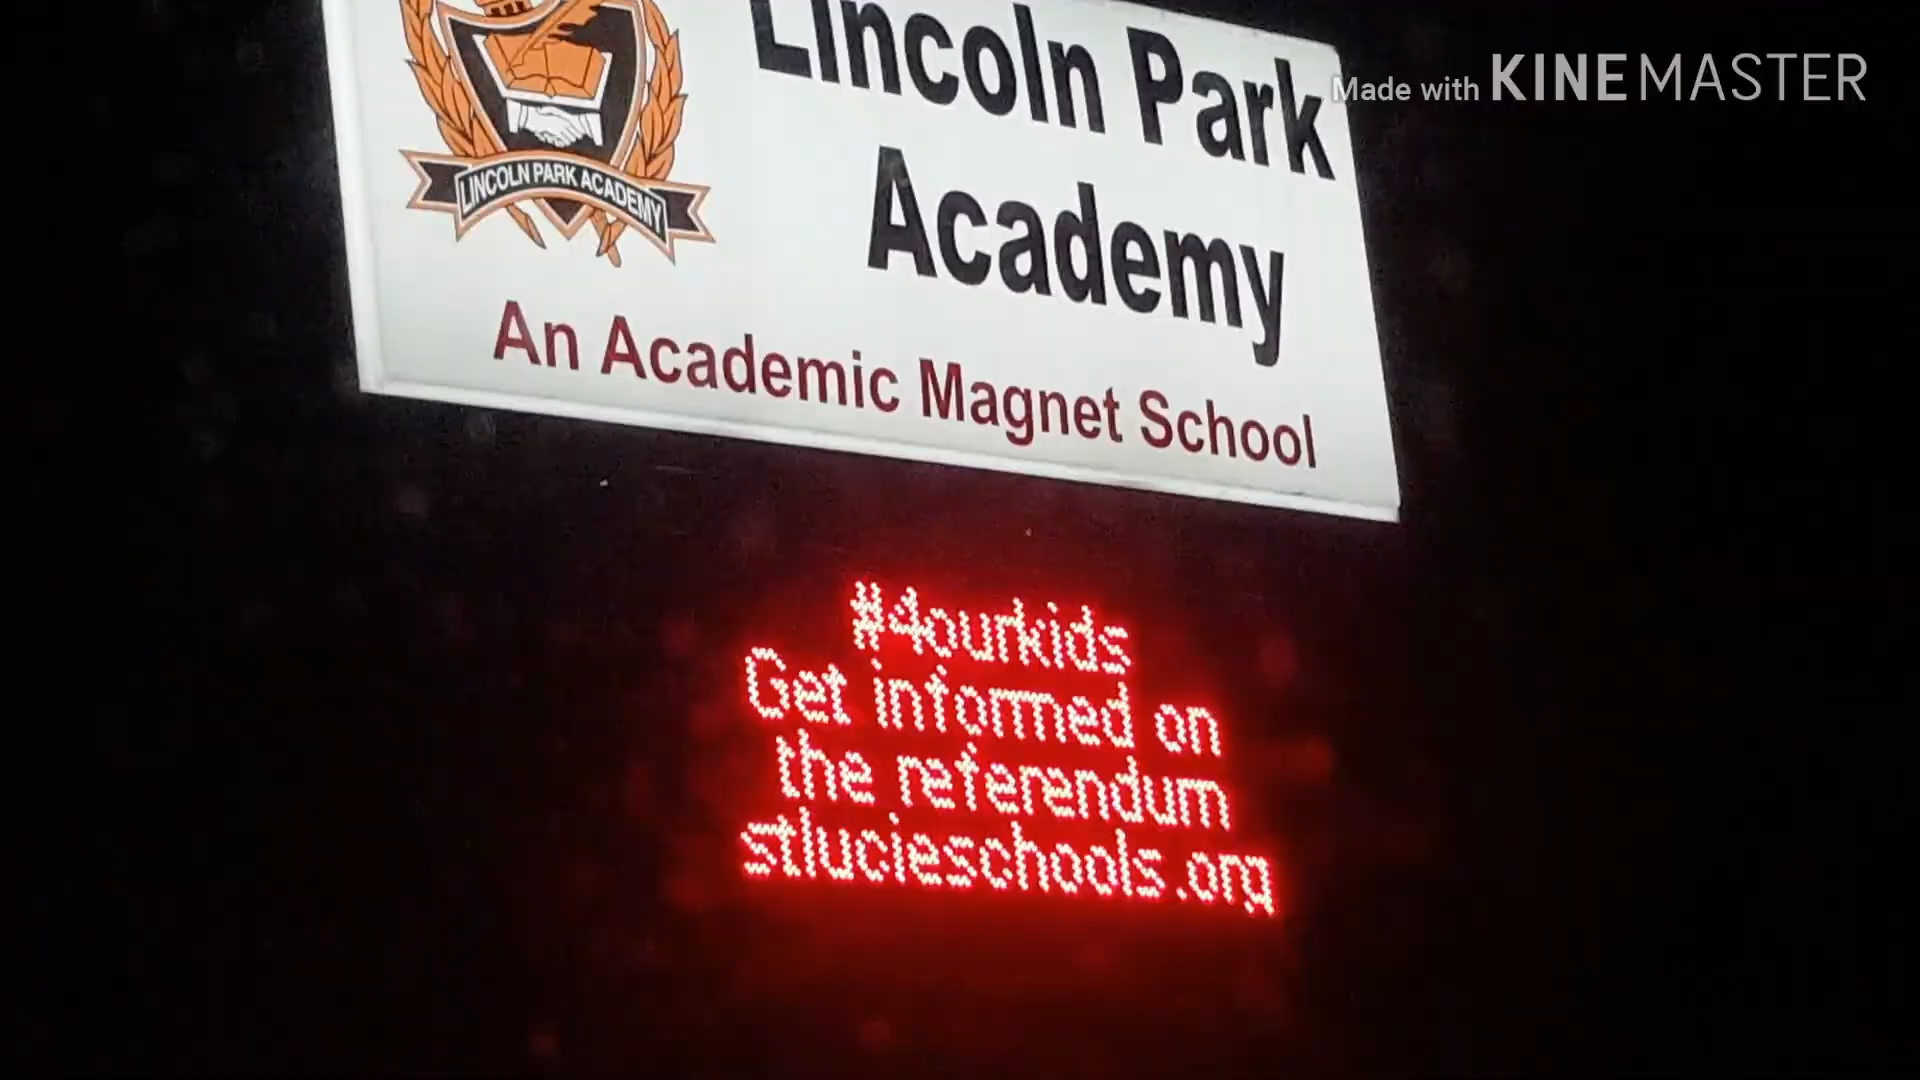 Lincoln Park
Academy
An Academic Magnet School
LINCOLN PARK ACADEMY
Made with KINEMASTER
#4ourkids
Get informed on
the referendum
stlucieschools.org